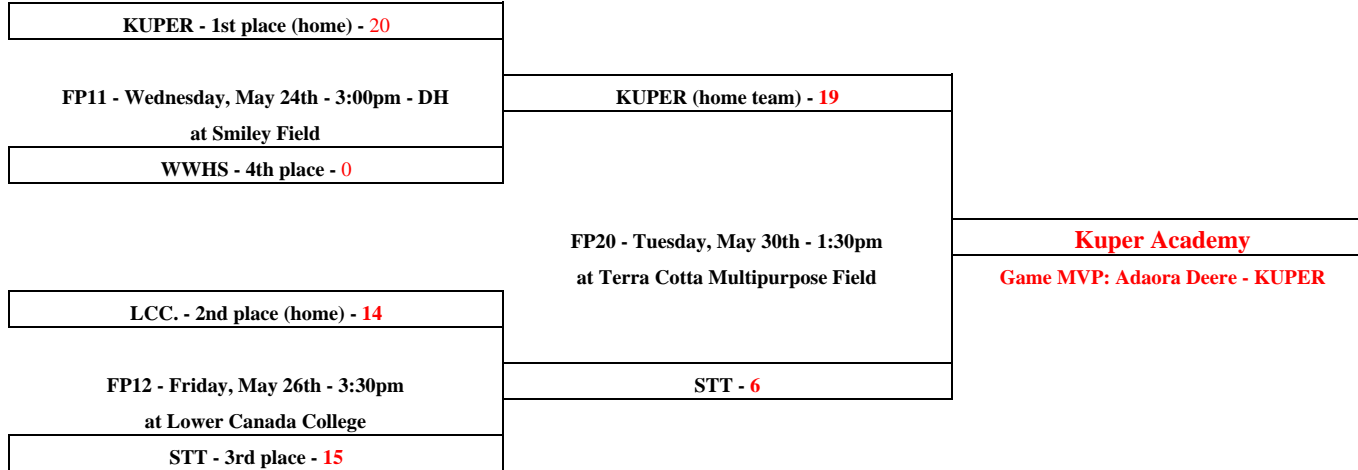 KUPER - 1st place (home) - 20
FP11 - Wednesday, May 24th - 3:00pm - DH
at Smiley Field
WWHS - 4th place - 0
KUPER (home team) - 19
FP20 - Tuesday, May 30th - 1:30pm
at Terra Cotta Multipurpose Field
Kuper Academy
Game MVP: Adaora Deere - KUPER
LCC. - 2nd place (home) - 14
FP12 - Friday, May 26th - 3:30pm
at Lower Canada College
STT - 3rd place - 15
STT - 6